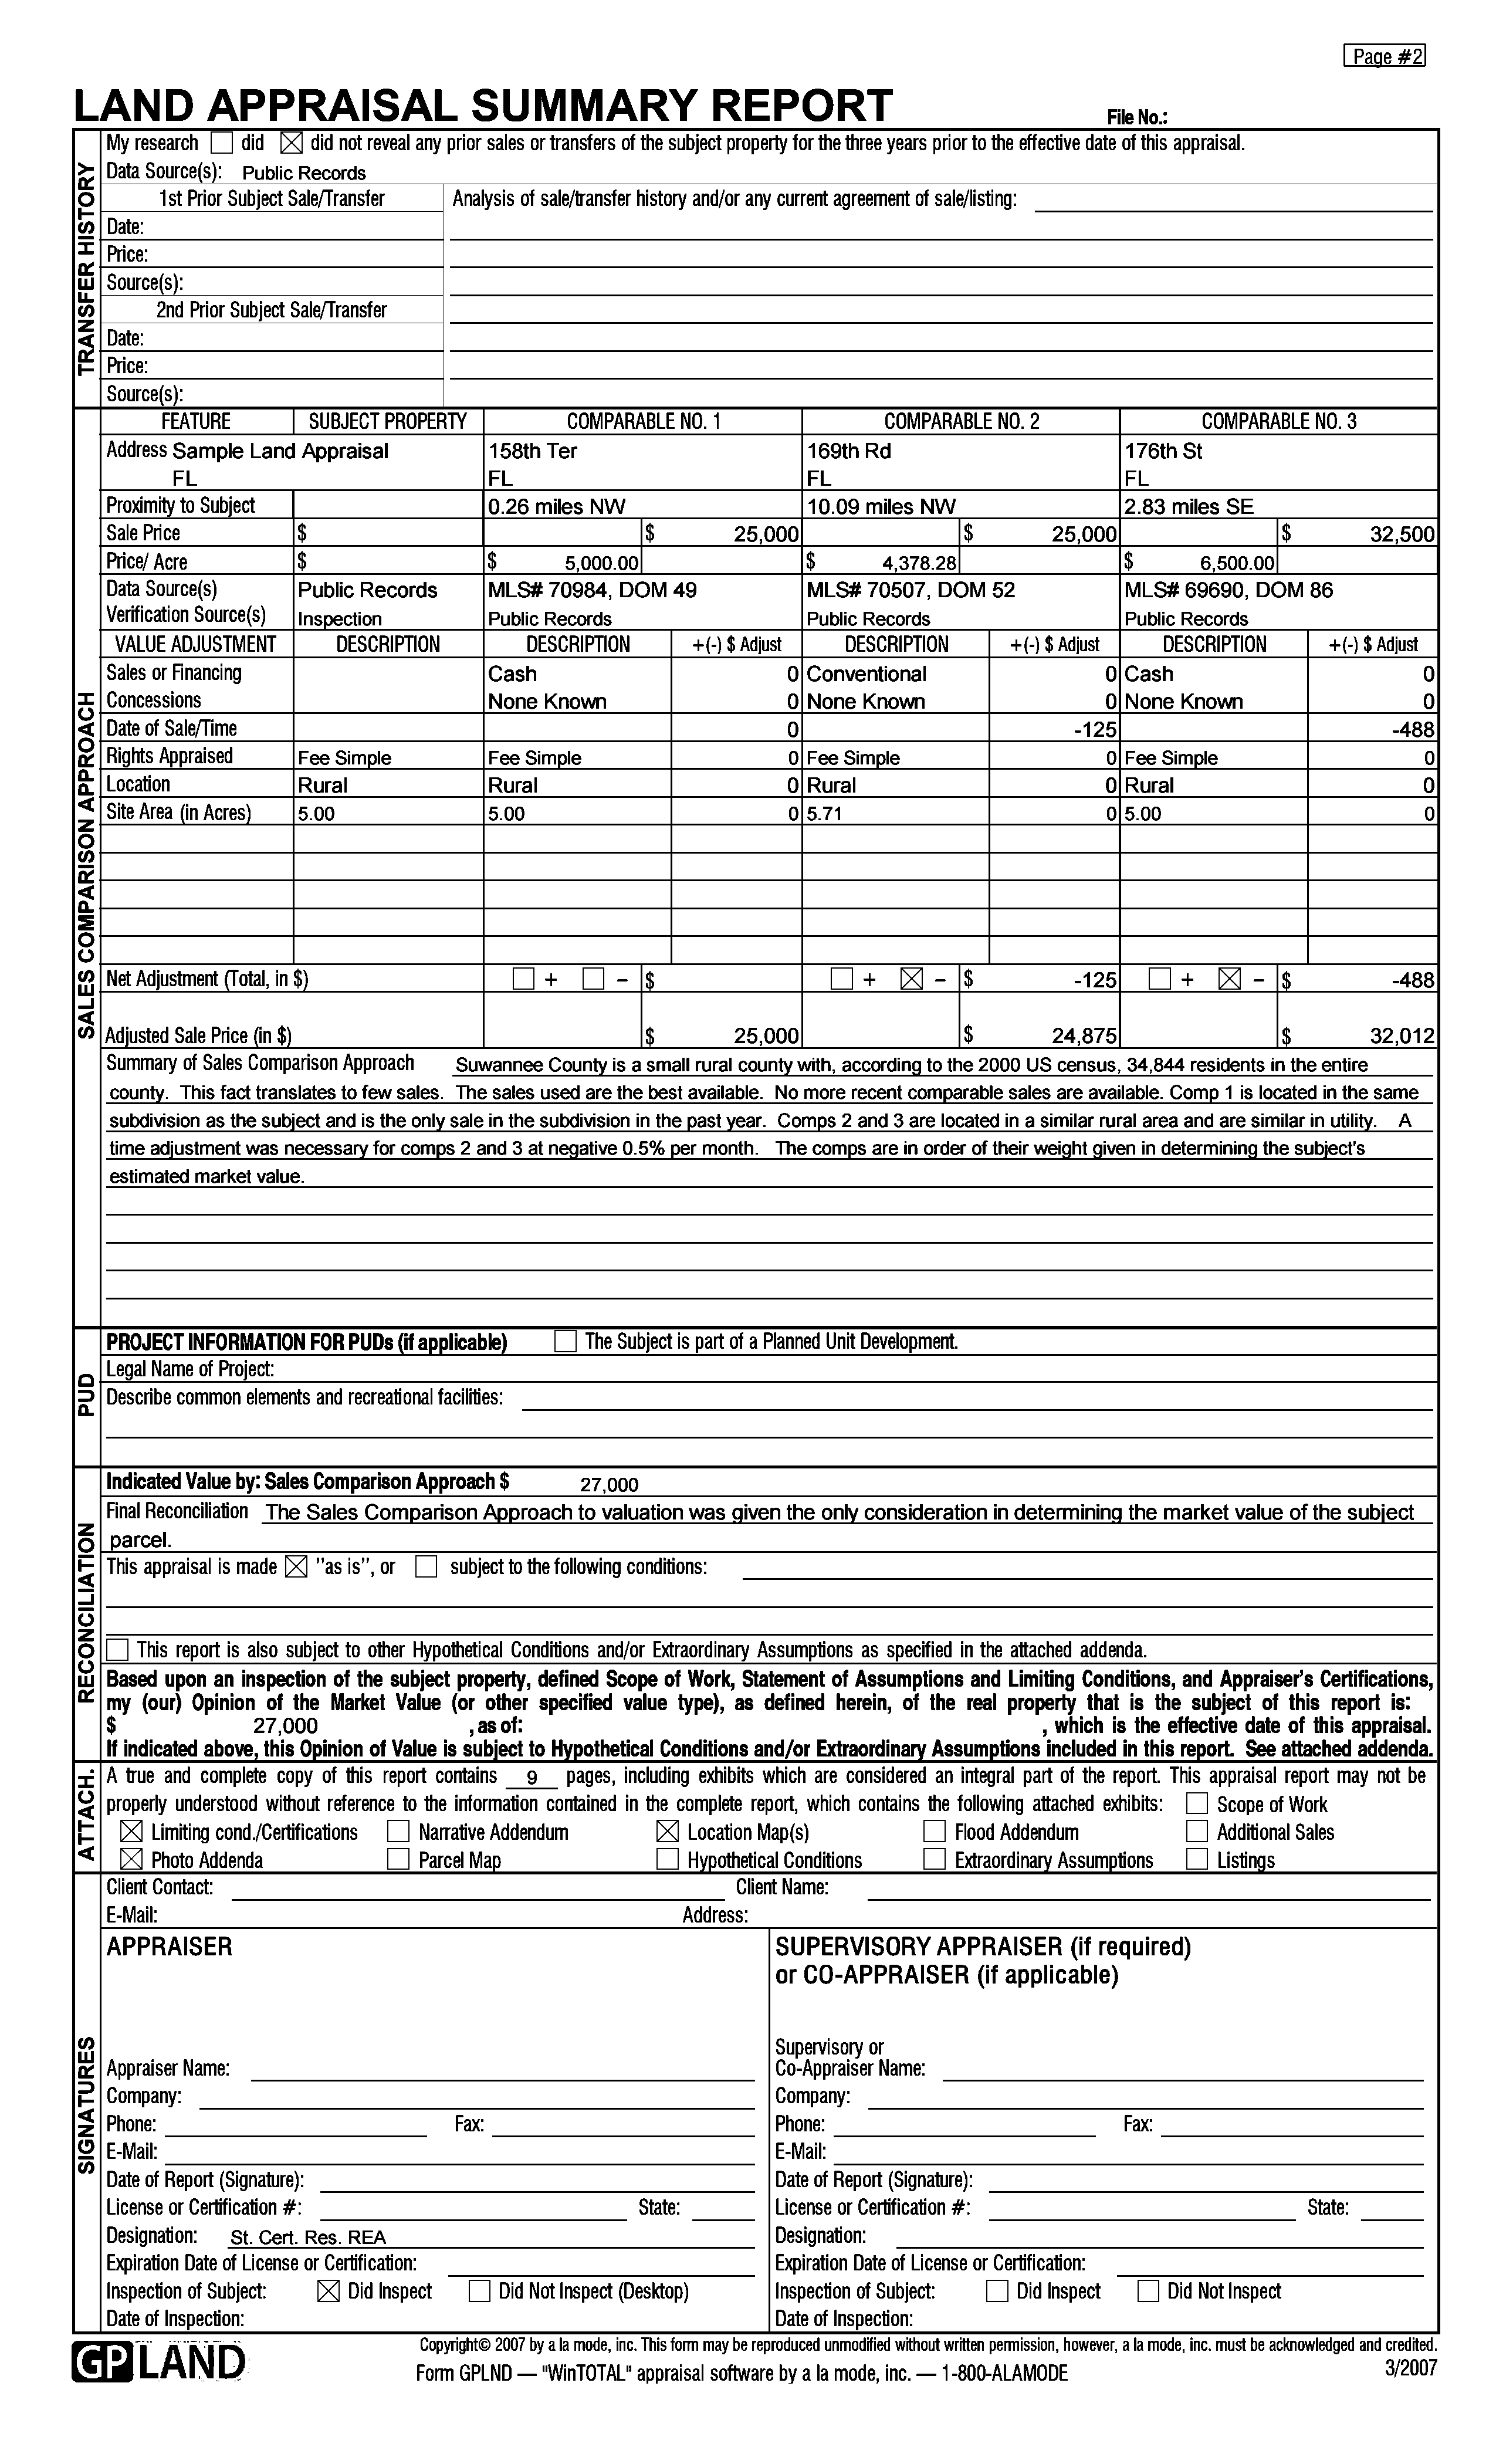 Page #2
LAND APPRAISAL SUMMARY REPORT File No.:
TRANSFER HISTORY
My research did did not reveal any prior sales or transfers of the subject property for the three years prior to the effective date of this appraisal.
Data Source(s): Public Records
1st Prior Subject Sale/Transfer Analysis of sale/transfer history and/or any current agreement of sale/listing:
Date:
Price:
Source(s):
2nd Prior Subject Sale/Transfer
Date:
Price:
Source(s):
SALES COMPARISON APPROACH
FEATURE SUBJECT PROPERTY COMPARABLE NO. 1 COMPARABLE NO. 2 COMPARABLE NO. 3
Address Sample Land Appraisal 158th Ter 169th Rd 176th St
FL FL FL FL
Proximity to Subject 0.26 miles NW 10.09 miles NW 2.83 miles SE
Sale Price $ $ 25,000 $ 25,000 $ 32,500
Price/ Acre $ $ 5,000.00 $ 4,378.28 $ 6,500.00
Data Source(s) Public Records MLS# 70984, DOM 49 MLS# 70507, DOM 52 MLS# 69690, DOM 86
Verification Source(s) Inspection Public Records Public Records Public Records
VALUE ADJUSTMENT DESCRIPTION DESCRIPTION +(-) $ Adjust DESCRIPTION +(-) $ Adjust DESCRIPTION +(-) $ Adjust
Sales or Financing Cash 0 Conventional 0 Cash 0
Concessions None Known 0 None Known 0 None Known 0
Date of Sale/Time 0 -125 -488
Rights Appraised Fee Simple Fee Simple 0 Fee Simple 0 Fee Simple 0
Location Rural Rural 0 Rural 0 Rural 0
Site Area (in Acres) 5.00 5.00 0 5.71 0 5.00 0
Net Adjustment (Total, in $) + – $ + – $ -125 + – $ -488
Adjusted Sale Price (in $) $ 25,000 $ 24,875 $ 32,012
Summary of Sales Comparison Approach Suwannee County is a small rural county with, according to the 2000 US census, 34,844 residents in the entire
county. This fact translates to few sales. The sales used are the best available. No more recent comparable sales are available. Comp 1 is located in the same
subdivision as the subject and is the only sale in the subdivision in the past year. Comps 2 and 3 are located in a similar rural area and are similar in utility. A
time adjustment was necessary for comps 2 and 3 at negative 0.5% per month. The comps are in order of their weight given in determining the subject's
estimated market value.
PUD
PROJECT INFORMATION FOR PUDs (if applicable) The Subject is part of a Planned Unit Development.
Legal Name of Project:
Describe common elements and recreational facilities:
RECONCILIATION
Indicated Value by: Sales Comparison Approach $ 27,000
Final Reconciliation The Sales Comparison Approach to valuation was given the only consideration in determining the market value of the subject
parcel.
This appraisal is made "as is", or subject to the following conditions:
This report is also subject to other Hypothetical Conditions and/or Extraordinary Assumptions as specified in the attached addenda.
Based upon an inspection of the subject property, defined Scope of Work, Statement of Assumptions and Limiting Conditions, and Appraiser's Certifications,
my (our) Opinion of the Market Value (or other specified value type), as defined herein, of the real property that is the subject of this report is:
$ 27,000 , as of: , which is the effective date of this appraisal.
If indicated above, this Opinion of Value is subject to Hypothetical Conditions and/or Extraordinary Assumptions included in this report. See attached addenda.
ATTACH.
A true and complete copy of this report contains 9 pages, including exhibits which are considered an integral part of the report. This appraisal report may not be
properly understood without reference to the information contained in the complete report, which contains the following attached exhibits: Scope of Work
Limiting cond./Certifications Narrative Addendum Location Map(s) Flood Addendum Additional Sales
Photo Addenda Parcel Map Hypothetical Conditions Extraordinary Assumptions Listings
SIGNATURES
Client Contact: Client Name:
E-Mail: Address:
APPRAISER SUPERVISORY APPRAISER (if required)
or CO-APPRAISER (if applicable)
Supervisory or
Appraiser Name: Co-Appraiser Name:
Company: Company:
Phone: Fax: Phone: Fax:
E-Mail: E-Mail:
Date of Report (Signature): Date of Report (Signature):
License or Certification #: State: License or Certification #: State:
Designation: St. Cert. Res. REA Designation:
Expiration Date of License or Certification: Expiration Date of License or Certification:
Inspection of Subject: Did Inspect Did Not Inspect (Desktop) Inspection of Subject: Did Inspect Did Not Inspect
Date of Inspection: Date of Inspection:
GP LAND
Copyright© 2007 by a la mode, inc. This form may be reproduced unmodified without written permission, however, a la mode, inc. must be acknowledged and credited.
Form GPLND — "WinTOTAL" appraisal software by a la mode, inc. — 1-800-ALAMODE 3/2007